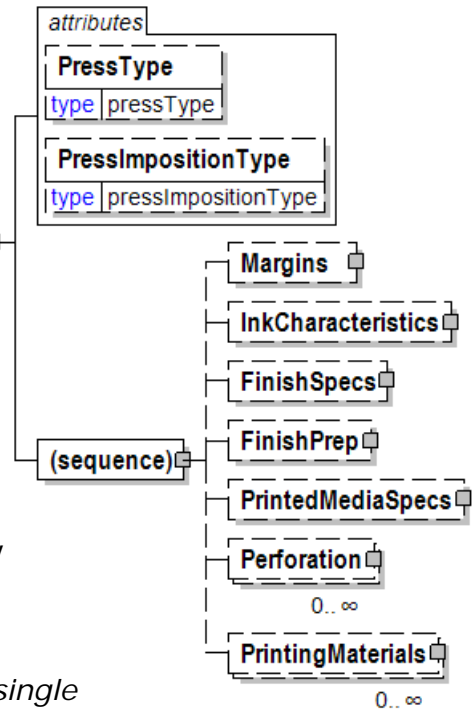 attributes
PressType
type pressType
PressImpositionType
type pressImpositionType
Margins
InkCharacteristics
FinishSpecs
FinishPrep
(sequence)
PrintedMediaSpecs
Perforation
0.. ∞
PrintingMaterials
single
0.. ∞